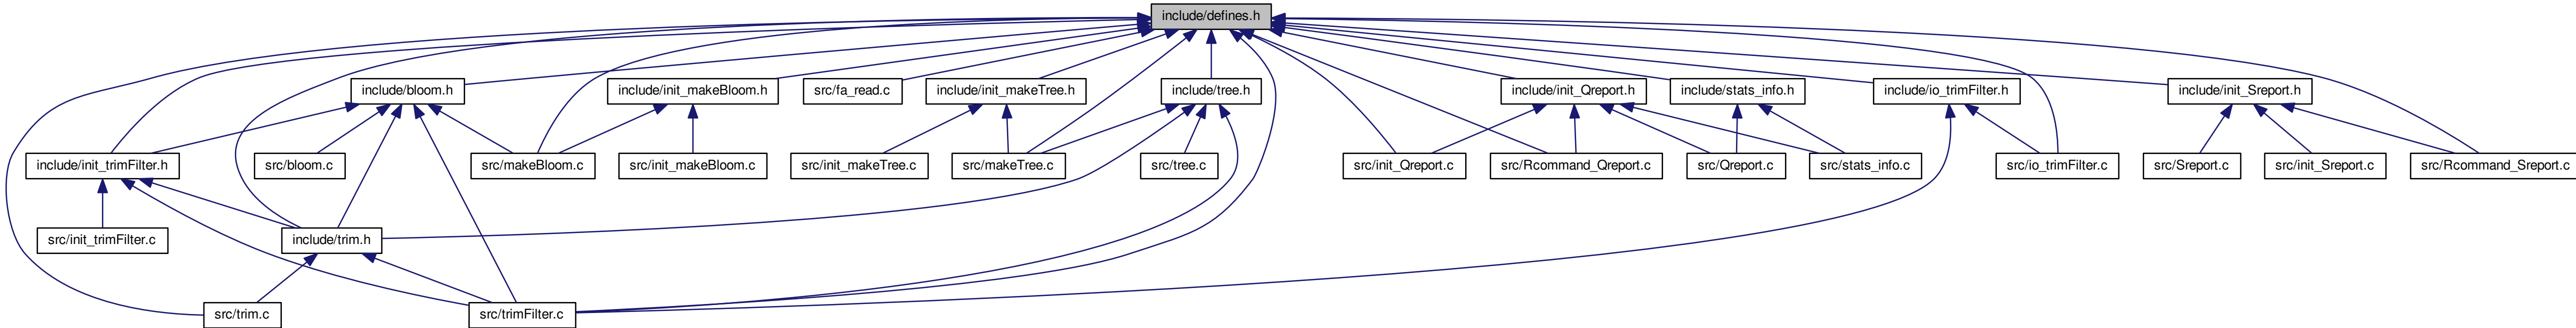 include/defines.h
include/bloom.h
include/init_makeBloom.h
src/fa_read.c
include/init_makeTree.h
include/tree.h
include/init_Qreport.h
include/stats_info.h
include/io_trimFilter.h
include/init_Sreport.h
include/init_trimFilter.h
src/bloom.c
src/makeBloom.c
src/init_makeBloom.c
src/init_makeTree.c
src/makeTree.c
src/tree.c
src/init_Qreport.c
src/Rcommand_Qreport.c
src/Qreport.c
src/stats_info.c
src/io_trimFilter.c
src/Sreport.c
src/init_Sreport.c
src/Rcommand_Sreport.c
src/init_trimFilter.c
include/trim.h
src/trim.c
src/trimFilter.c